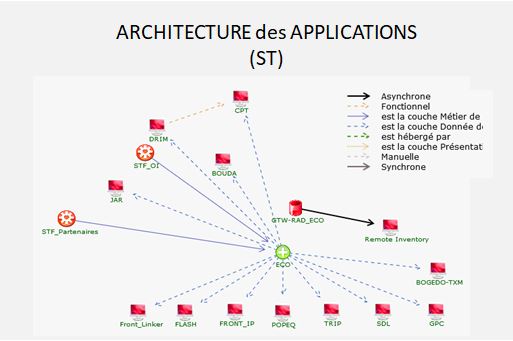 ARCHITECTURE des APPLICATIONS
(ST)
Asynchrone
Fonctionnel
est la couche Métier de
est la couche Donnée d
est hébergé par
est la couche Présentati
Manuelle
Synchrone
CPT
DRIM
STF_OI
BOUDA
JAR
GTW-RAD_ECO
STF_Partenaires
Remote Inventory
ECO
BOGEDO-TXM
Front_Linker
FLASH
FRONT_IP
POPEQ
TRIP
SDL
GPC